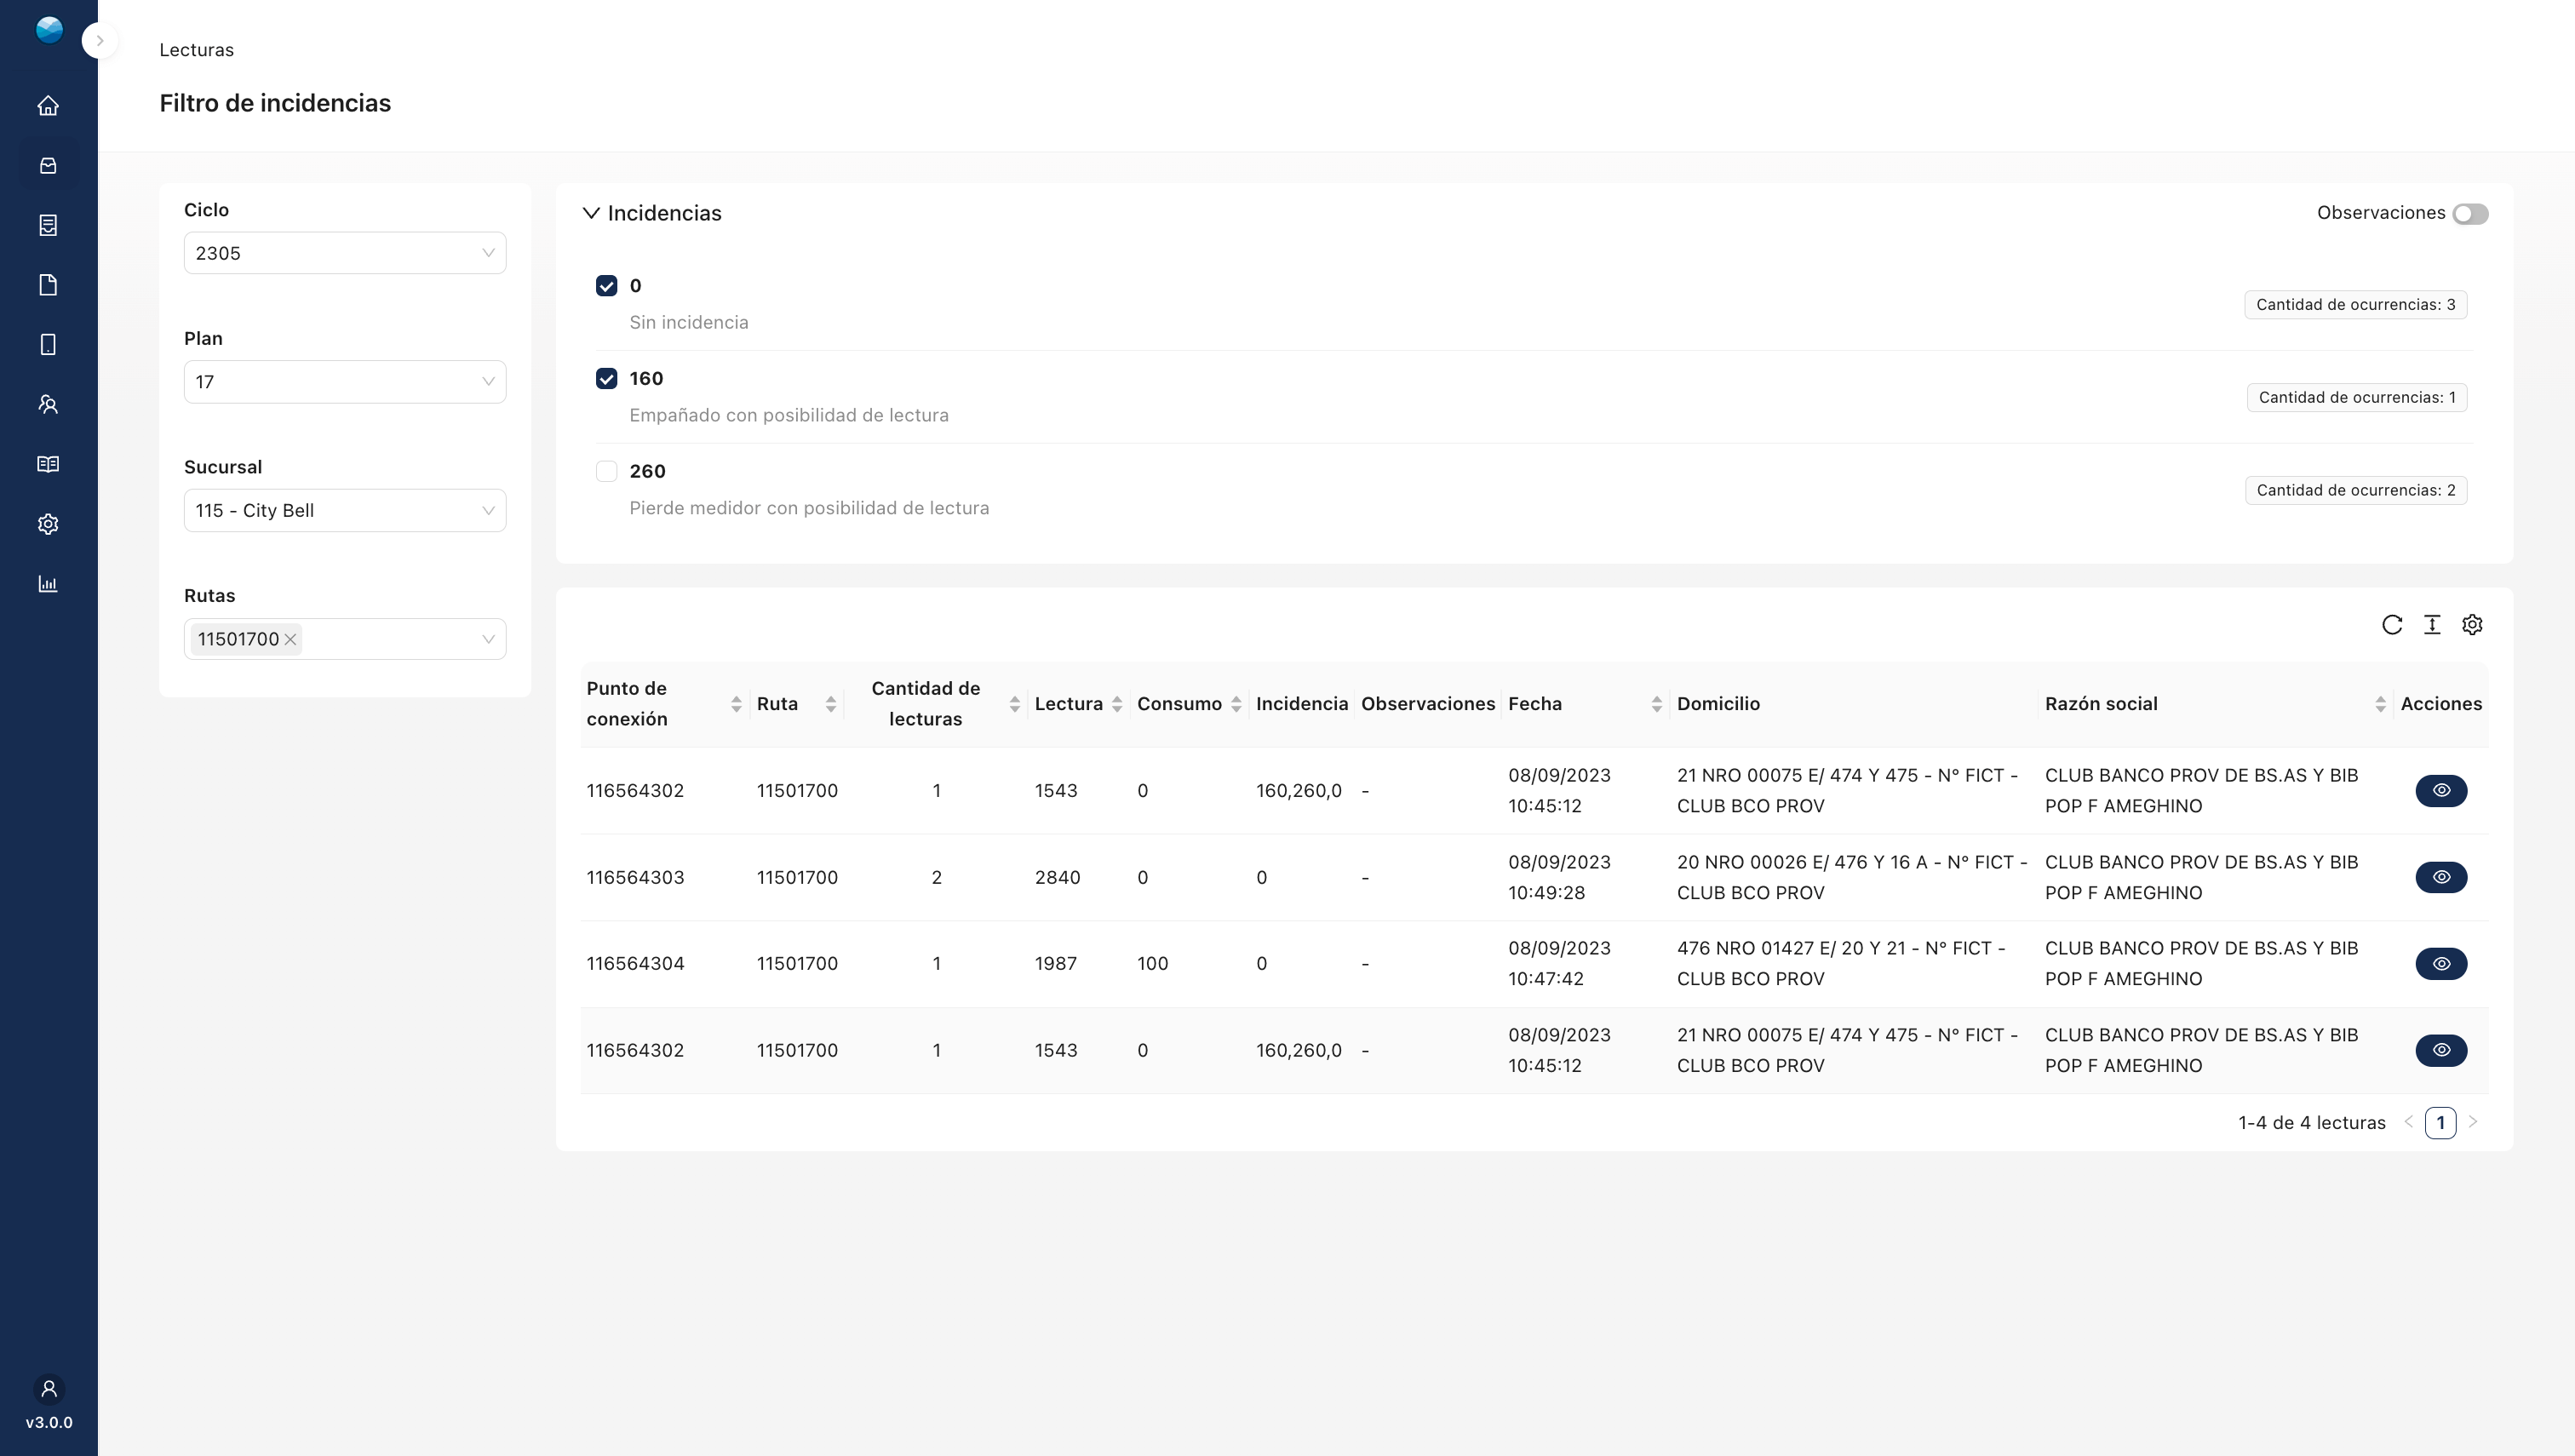 Lecturas
Filtro de incidencias
Ciclo
2305
Plan
17
Sucursal
115 - City Bell
Rutas
11501700
Incidencias
Observaciones
0
Sin incidencia
Cantidad de ocurrencias: 3
160
Empañado con posibilidad de lectura
Cantidad de ocurrencias: 1
260
Pierde medidor con posibilidad de lectura
Cantidad de ocurrencias: 2
Punto de conexión Ruta Cantidad de lecturas Lectura Consumo Incidencia Observaciones Fecha Domicilio Razón social Acciones
116564302 11501700 1 1543 0 160,260,0 - 08/09/2023 10:45:12 21 NRO 00075 E/ 474 Y 475 - N° FICT - CLUB BCO PROV CLUB BANCO PROV DE BS.AS Y BIB POP F AMEGHINO
116564303 11501700 2 2840 0 0 - 08/09/2023 10:49:28 20 NRO 00026 E/ 476 Y 16 A - N° FICT - CLUB BCO PROV CLUB BANCO PROV DE BS.AS Y BIB POP F AMEGHINO
116564304 11501700 1 1987 100 0 - 08/09/2023 10:47:42 476 NRO 01427 E/ 20 Y 21 - N° FICT - CLUB BCO PROV CLUB BANCO PROV DE BS.AS Y BIB POP F AMEGHINO
116564302 11501700 1 1543 0 160,260,0 - 08/09/2023 10:45:12 21 NRO 00075 E/ 474 Y 475 - N° FICT - CLUB BCO PROV CLUB BANCO PROV DE BS.AS Y BIB POP F AMEGHINO
1-4 de 4 lecturas 1
v3.0.0